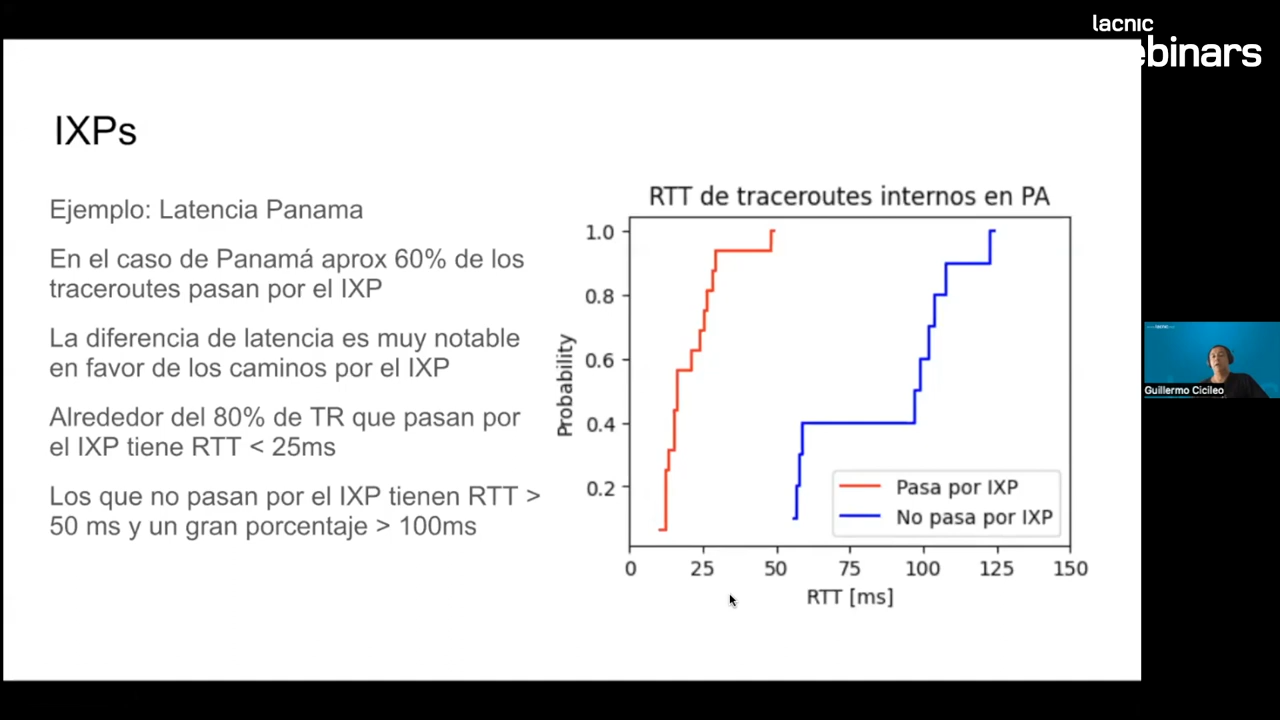 lacnic
ebinars
IXPs
Ejemplo: Latencia Panama
En el caso de Panamá aprox 60% de los
traceroutes pasan por el IXP
La diferencia de latencia es muy notable
en favor de los caminos por el IXP
Alrededor del 80% de TR que pasan por
el IXP tiene RTT < 25ms
Los que no pasan por el IXP tienen RTT >
50 ms y un gran porcentaje > 100ms
RTT de traceroutes internos en PA
1.0
0.8
0.6
0.4
0.2
Probability
Pasa por IXP
No pasa por IXP
0 25 50 75 100 125 150
RTT [ms]
lacnic
Guillermo Cicileo